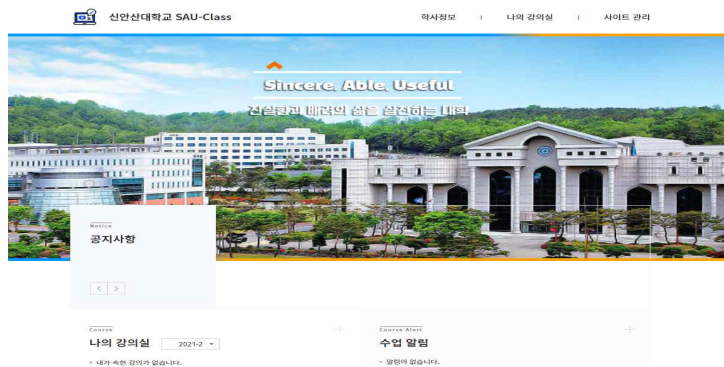 신안산대학교 SAU-Class
학사정보
나의 강의실
사이트 관리
Sincere, Able, Useful
진실함과 배려의 삶을 실천하는 대학
Notice
공지사항
< >
Course
나의 강의실
2021-2
+
• 내가 속한 강의가 없습니다.
Course Alert
수업 알림
+
• 알림이 없습니다.